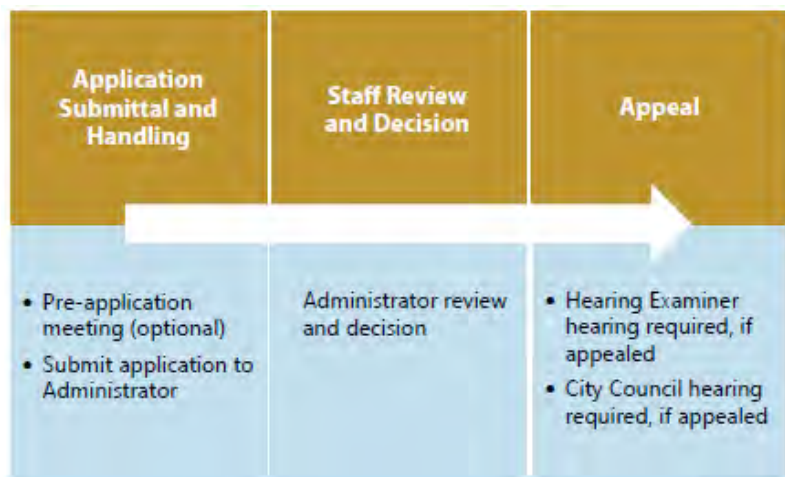 Application
Submittal and
Handling
Staff Review
and Decision
Appeal
• Pre-application
meeting (optional)
• Submit application to
Administrator
Administrator review
and decision
• Hearing Examiner
hearing required, if
appealed
• City Council hearing
required, if appealed